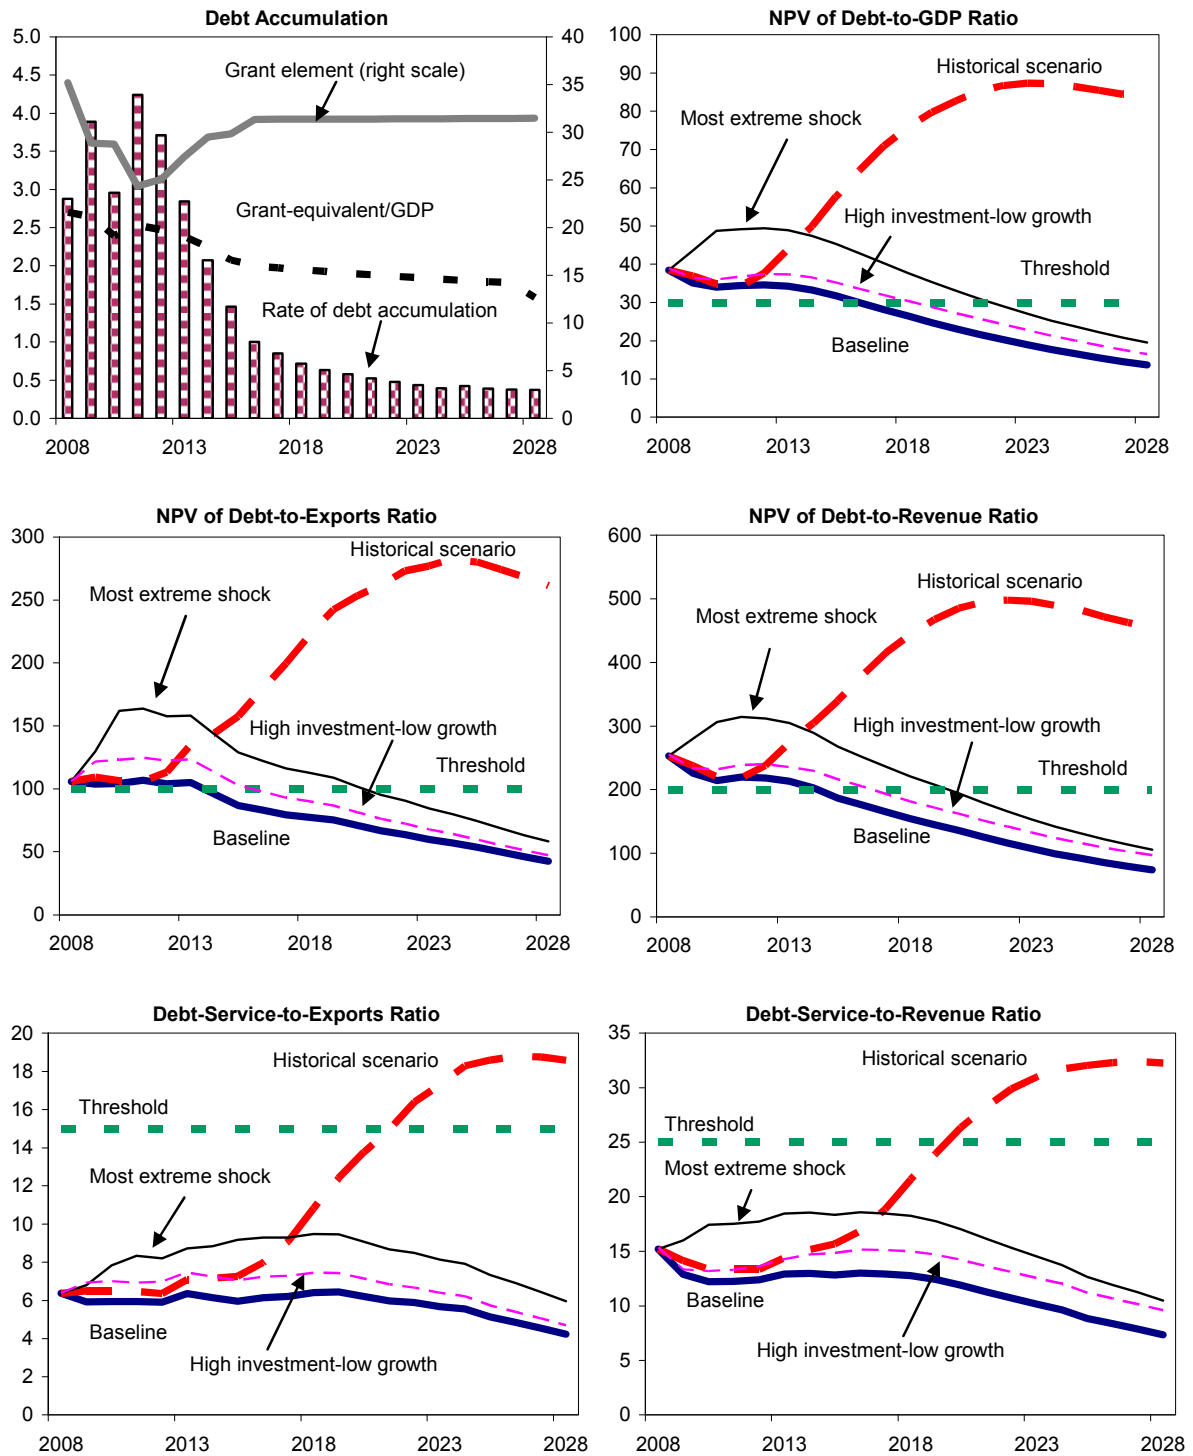 Debt Accumulation
5.0
4.5
4.0
3.5
3.0
2.5
2.0
1.5
1.0
0.5
0.0
40
35
30
25
20
15
10
5
0
Grant element (right scale)
Grant-equivalent/GDP
Rate of debt accumulation
2008 2013 2018 2023 2028
NPV of Debt-to-GDP Ratio
100
90
80
70
60
50
40
30
20
10
0
Historical scenario
Most extreme shock
High investment-low growth
Threshold
Baseline
2008 2013 2018 2023 2028
NPV of Debt-to-Exports Ratio
300
250
200
150
100
50
0
Historical scenario
Most extreme shock
High investment-low growth
Threshold
Baseline
2008 2013 2018 2023 2028
NPV of Debt-to-Revenue Ratio
600
500
400
300
200
100
0
Historical scenario
Most extreme shock
High investment-low growth
Threshold
Baseline
2008 2013 2018 2023 2028
Debt-Service-to-Exports Ratio
20
18
16
14
12
10
8
6
4
2
0
Historical scenario
Threshold
Most extreme shock
Baseline
High investment-low growth
2008 2013 2018 2023 2028
Debt-Service-to-Revenue Ratio
35
30
25
20
15
10
5
0
Historical scenario
Threshold
Most extreme shock
Baseline
High investment-low growth
2008 2013 2018 2023 2028